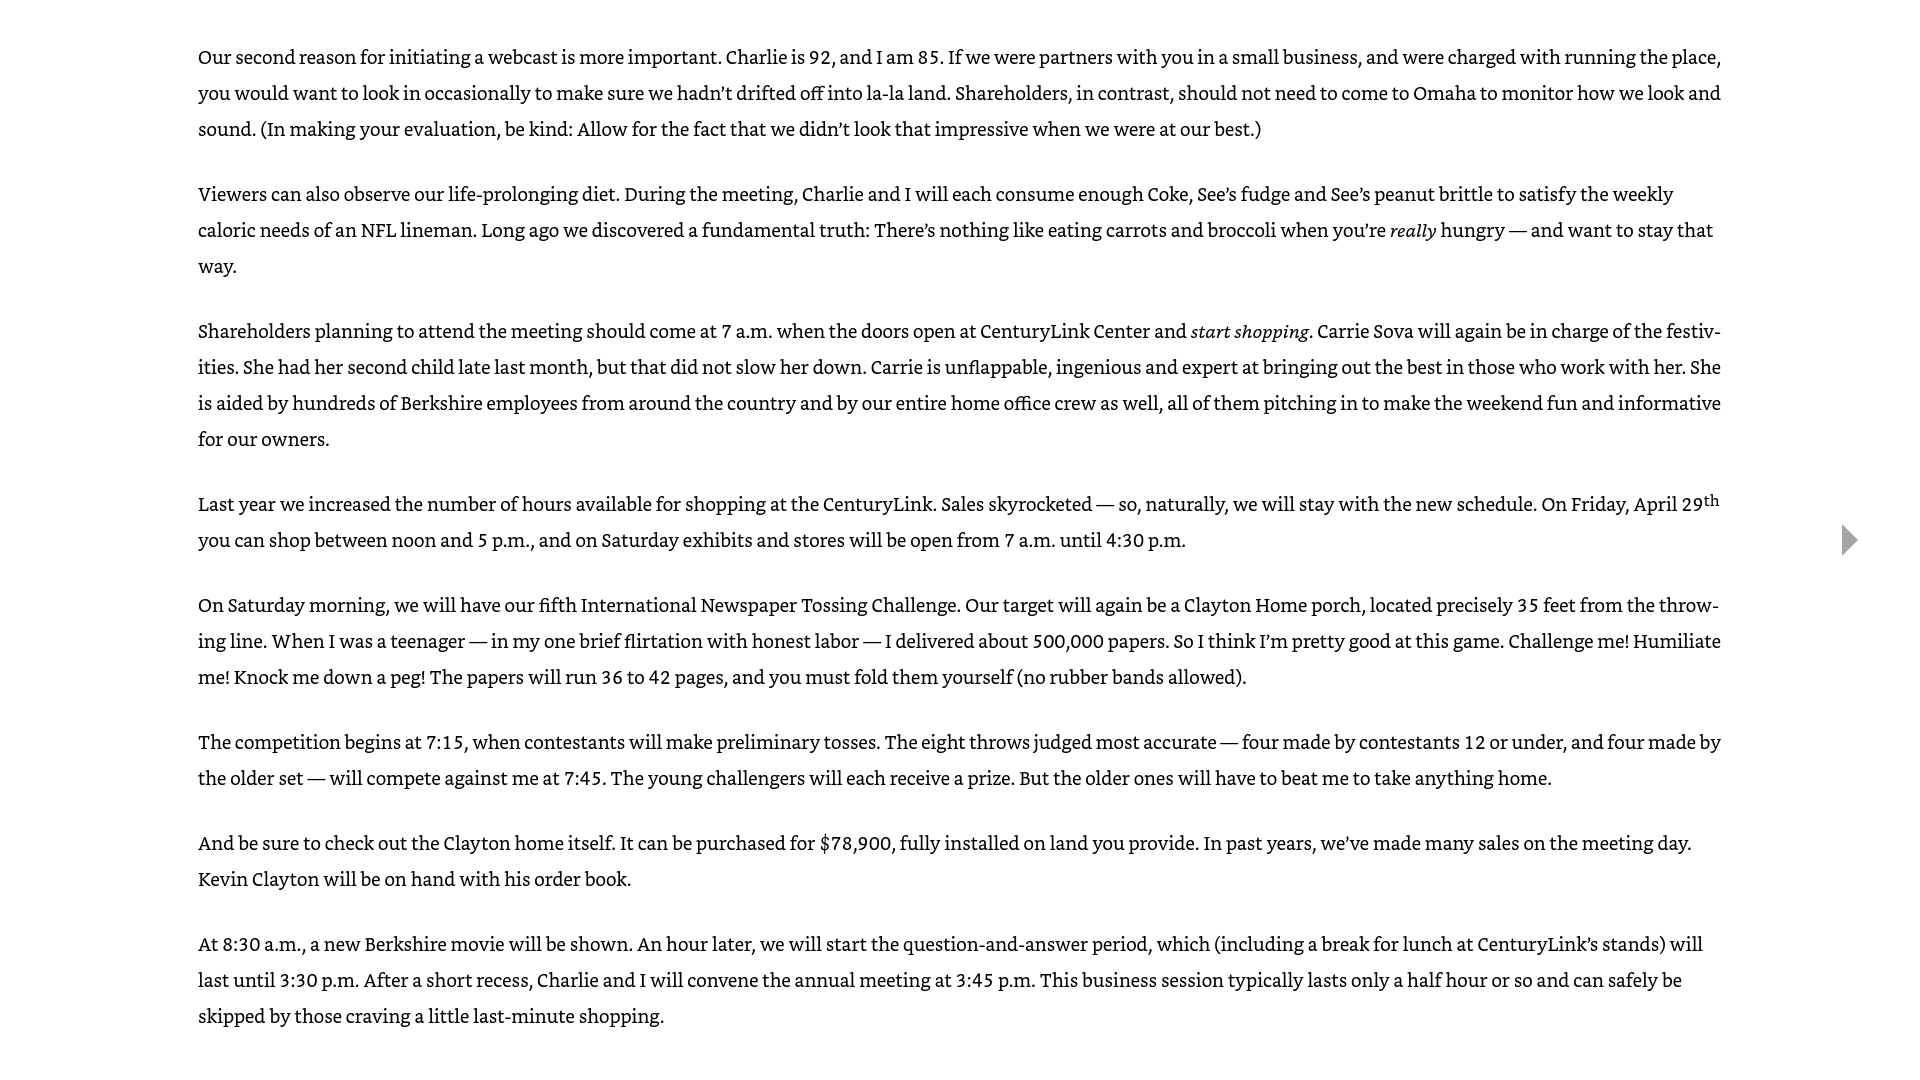 Our second reason for initiating a webcast is more important. Charlie is 92, and I am 85. If we were partners with you in a small business, and were charged with running the place,
you would want to look in occasionally to make sure we hadn’t drifted off into la-la land. Shareholders, in contrast, should not need to come to Omaha to monitor how we look and
sound. (In making your evaluation, be kind: Allow for the fact that we didn’t look that impressive when we were at our best.)
Viewers can also observe our life-prolonging diet. During the meeting, Charlie and I will each consume enough Coke, See’s fudge and See’s peanut brittle to satisfy the weekly
caloric needs of an NFL lineman. Long ago we discovered a fundamental truth: There’s nothing like eating carrots and broccoli when you’re really hungry — and want to stay that
way.
Shareholders planning to attend the meeting should come at 7 a.m. when the doors open at CenturyLink Center and start shopping. Carrie Sova will again be in charge of the festiv-
ities. She had her second child late last month, but that did not slow her down. Carrie is unflappable, ingenious and expert at bringing out the best in those who work with her. She
is aided by hundreds of Berkshire employees from around the country and by our entire home office crew as well, all of them pitching in to make the weekend fun and informative
for our owners.
Last year we increased the number of hours available for shopping at the CenturyLink. Sales skyrocketed — so, naturally, we will stay with the new schedule. On Friday, April 29th
you can shop between noon and 5 p.m., and on Saturday exhibits and stores will be open from 7 a.m. until 4:30 p.m.
On Saturday morning, we will have our fifth International Newspaper Tossing Challenge. Our target will again be a Clayton Home porch, located precisely 35 feet from the throw-
ing line. When I was a teenager — in my one brief flirtation with honest labor — I delivered about 500,000 papers. So I think I’m pretty good at this game. Challenge me! Humiliate
me! Knock me down a peg! The papers will run 36 to 42 pages, and you must fold them yourself (no rubber bands allowed).
The competition begins at 7:15, when contestants will make preliminary tosses. The eight throws judged most accurate — four made by contestants 12 or under, and four made by
the older set — will compete against me at 7:45. The young challengers will each receive a prize. But the older ones will have to beat me to take anything home.
And be sure to check out the Clayton home itself. It can be purchased for $78,900, fully installed on land you provide. In past years, we’ve made many sales on the meeting day.
Kevin Clayton will be on hand with his order book.
At 8:30 a.m., a new Berkshire movie will be shown. An hour later, we will start the question-and-answer period, which (including a break for lunch at CenturyLink’s stands) will
last until 3:30 p.m. After a short recess, Charlie and I will convene the annual meeting at 3:45 p.m. This business session typically lasts only a half hour or so and can safely be
skipped by those craving a little last-minute shopping.